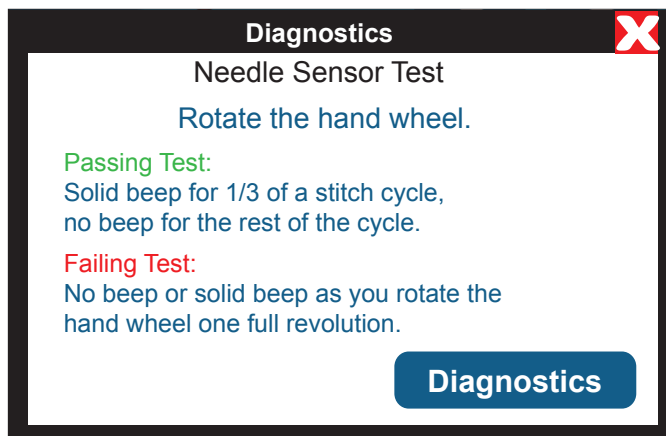 Diagnostics
X
Needle Sensor Test
Rotate the hand wheel.
Passing Test:
Solid beep for 1/3 of a stitch cycle,
no beep for the rest of the cycle.
Failing Test:
No beep or solid beep as you rotate the
hand wheel one full revolution.
Diagnostics